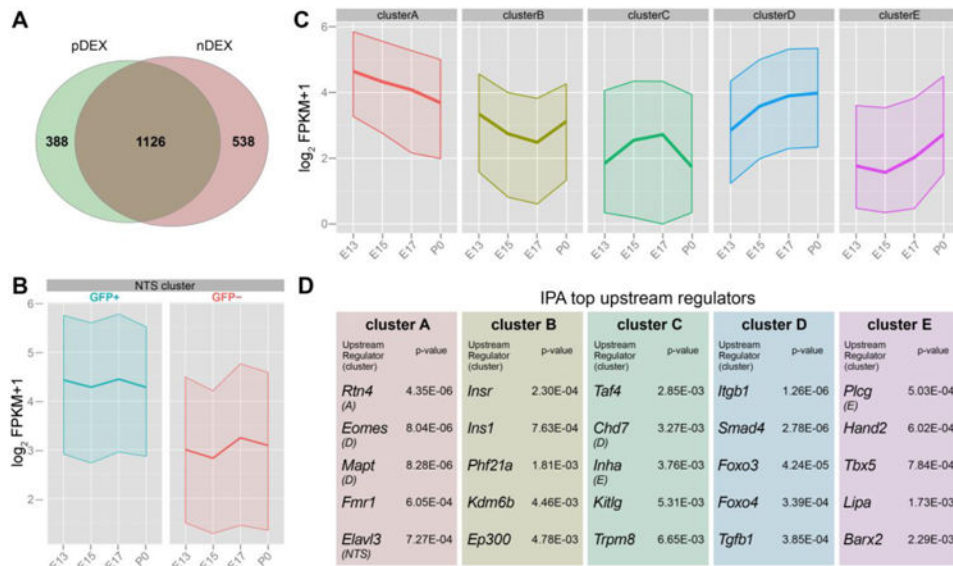 A
pDEX
nDEX
388
1126
538
B
NTS cluster
GFP+
GFP−
log2 FPKM+1
6
5
4
3
2
E13
E15
E17
P0
E13
E15
E17
P0
C
clusterA
clusterB
clusterC
clusterD
clusterE
log2 FPKM+1
6
4
2
0
E13
E15
E17
P0
E13
E15
E17
P0
E13
E15
E17
P0
E13
E15
E17
P0
E13
E15
E17
P0
D
IPA top upstream regulators
cluster A
Upstream
Regulator
(cluster)
p-value
Rtn4 4.35E-06
(A)
Eomes 8.04E-06
(D)
Mapt 8.28E-06
(D)
Fmr1 6.05E-04
Elavl3 7.27E-04
(NTS)
cluster B
Upstream
Regulator
(cluster)
p-value
Insr 2.30E-04
Ins1 7.63E-04
Phf21a 1.81E-03
Kdm6b 4.46E-03
Ep300 4.78E-03
cluster C
Upstream
Regulator
(cluster)
p-value
Taf4 2.85E-03
Chd7 3.27E-03
(D)
Inha 3.76E-03
(E)
Kitlg 5.31E-03
Trpm8 6.65E-03
cluster D
Upstream
Regulator
(cluster)
p-value
Itgb1 1.26E-06
Smad4 2.78E-06
Foxo3 4.24E-05
Foxo4 3.39E-04
Tgfb1 3.85E-04
cluster E
Upstream
Regulator
(cluster)
p-value
Plcg 5.03E-04
(E)
Hand2 6.02E-04
Tbx5 7.84E-04
Lipa 1.73E-03
Barx2 2.29E-03